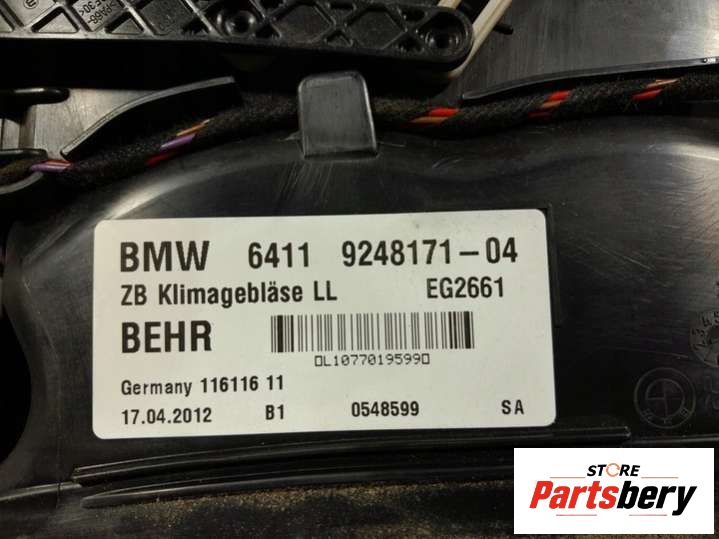 BMW 6411 9248171-04
ZB Klimagebläse LL EG2661
BEHR
0L10770195990
Germany 116116 11
17.04.2012 B1 0548599 SA
STORE
Partsbery